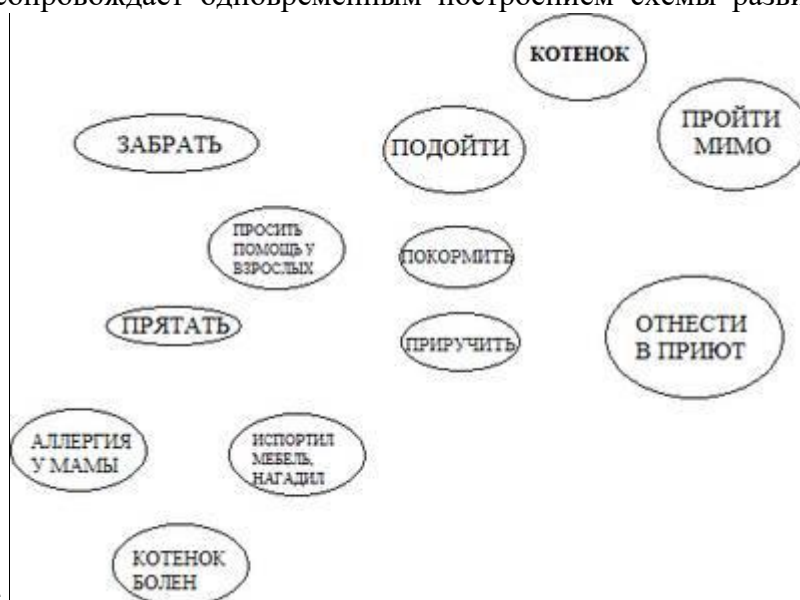 сопровождает одновременным построением схемы
КОТЕНОК
ЗАБРАТЬ
ПОДОЙТИ
ПРОЙТИ
МИМО
ПРОСИТЬ
ПОМОЩЬ У
ВЗРОСЛЫХ
ПОКОРМИТЬ
ПРЯТАТЬ
ПРИРУЧИТЬ
ОТНЕСТИ
В ПРИЮТ
АЛЛЕРГИЯ
У МАМЫ
ИСПОРТИЛ
МЕБЕЛЬ,
НАГАДИЛ
КОТЕНОК
БОЛЕН